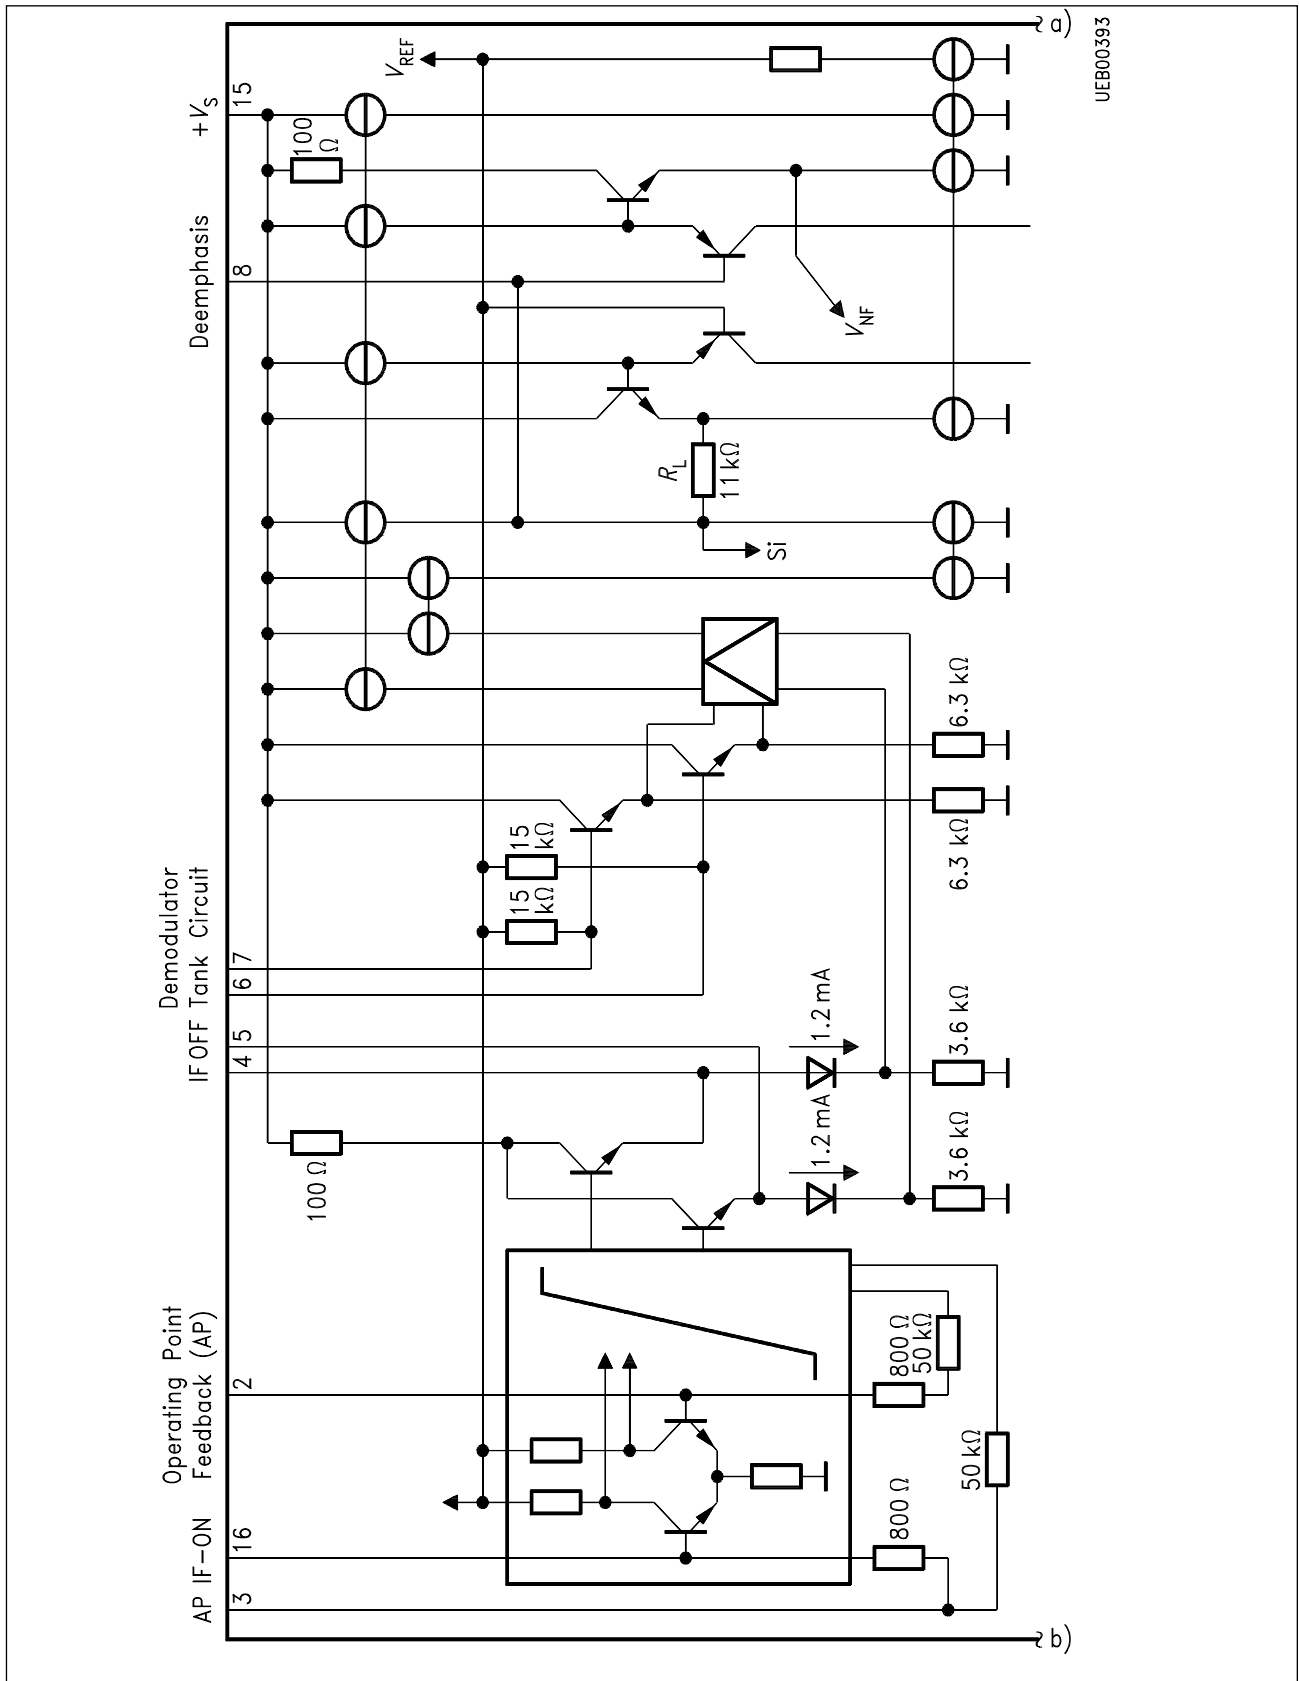 a)
UEB00393
VREF
+VS
15
100
Ω
Deemphasis
8
VNF
RL
11 kΩ
Si
6.3 kΩ
6.3 kΩ
15
kΩ
15
kΩ
Demodulator
Tank Circuit
7
6
IF OFF
5
4
1.2 mA
3.6 kΩ
1.2 mA
3.6 kΩ
100 Ω
Operating Point
Feedback (AP)
2
800 Ω
50 kΩ
50 kΩ
AP IF-ON
16
3
800 Ω
b)